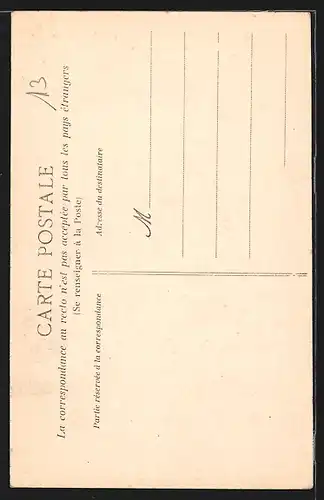 13
CARTE POSTALE
La correspondance au recto n'est pas acceptée par tous les pays étrangers
(Se renseigner à la Poste)
Partie réservée à la correspondance
Adresse du destinataire
M